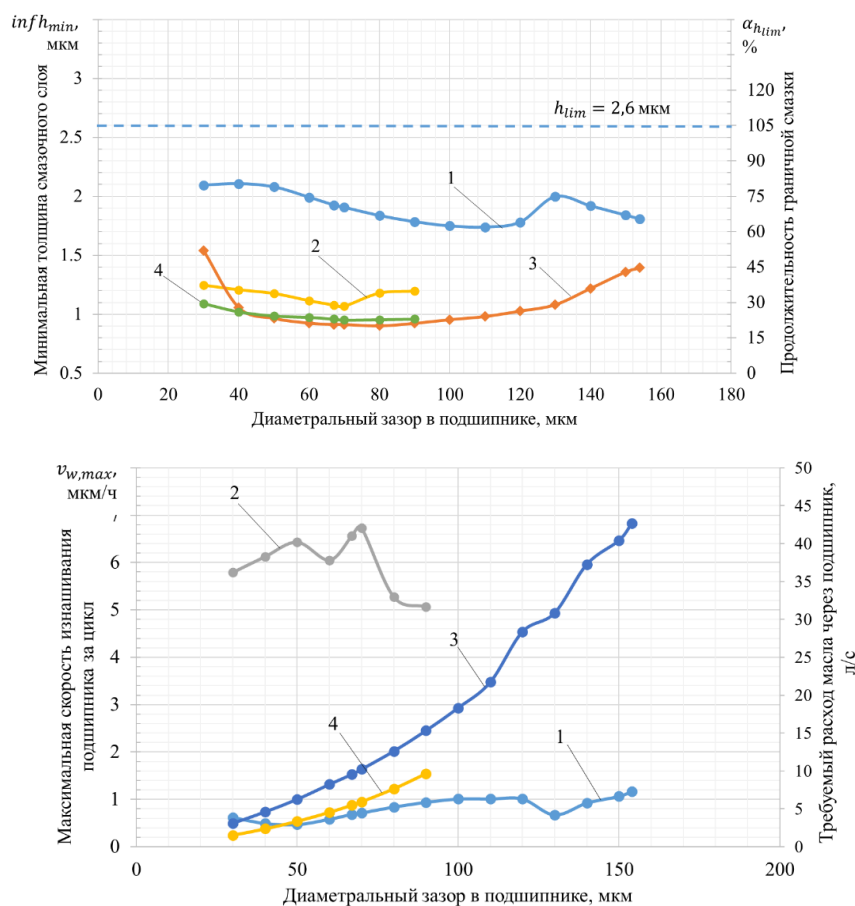 inf h_min,
мкм
Минимальная толщина смазочного слоя
3
2.5
2
1.5
1
0.5
α_h_lim,
%
Продолжительность граничной смазки
120
105
90
75
60
45
30
15
0
h_lim = 2,6 мкм
1
2
3
4
0 20 40 60 80 100 120 140 160 180
Диаметральный зазор в подшипнике, мкм
v_w,max,
мкм/ч
Максимальная скорость изнашивания
подшипника за цикл
6
5
4
3
2
1
0
50
45
40
35
30
25
20
15
10
5
0
Требуемый расход масла через подшипник,
л/с
2
3
4
1
0 50 100 150 200
Диаметральный зазор в подшипнике, мкм